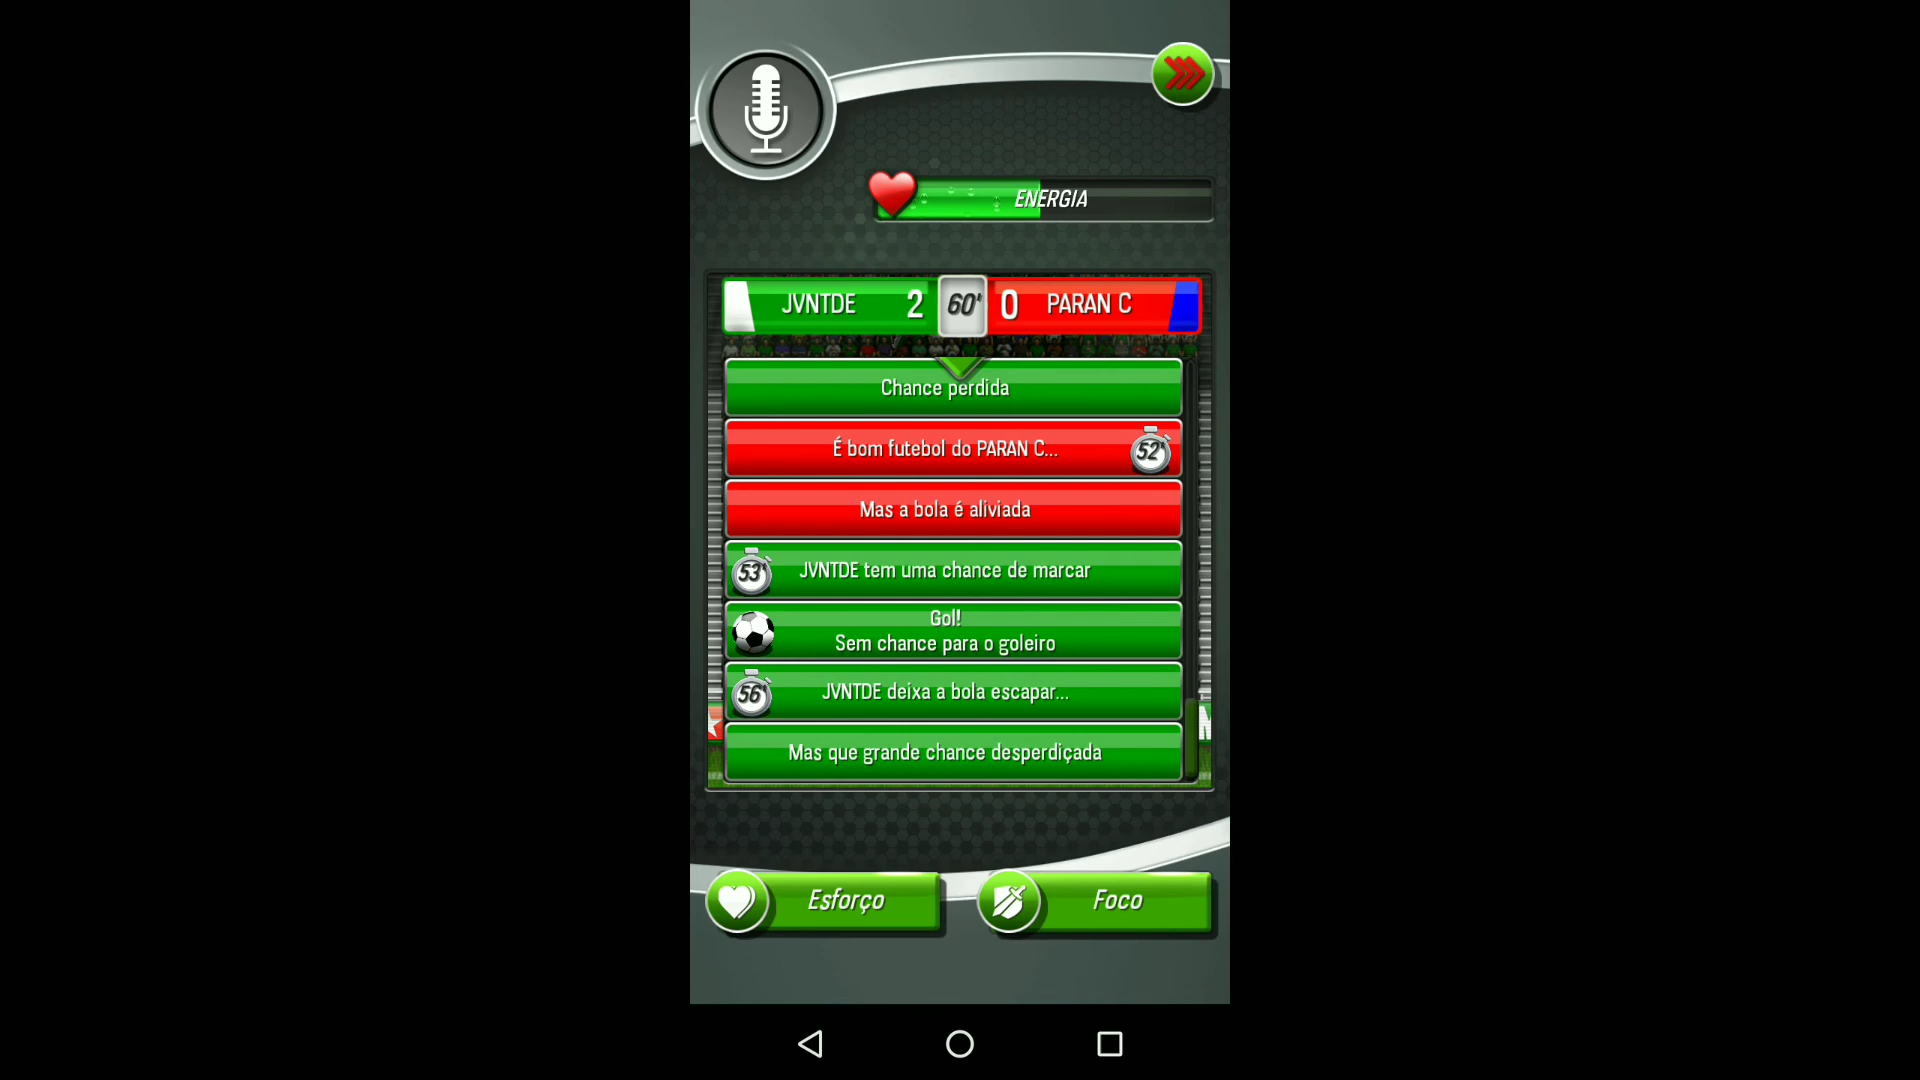 ENERGIA
JVNTDE 2 60' 0 PARAN C
Chance perdida
É bom futebol do PARAN C... 52'
Mas a bola é aliviada
53' JVNTDE tem uma chance de marcar
Gol!
Sem chance para o goleiro
56' JVNTDE deixa a bola escapar...
Mas que grande chance desperdiçada
Esforço Foco